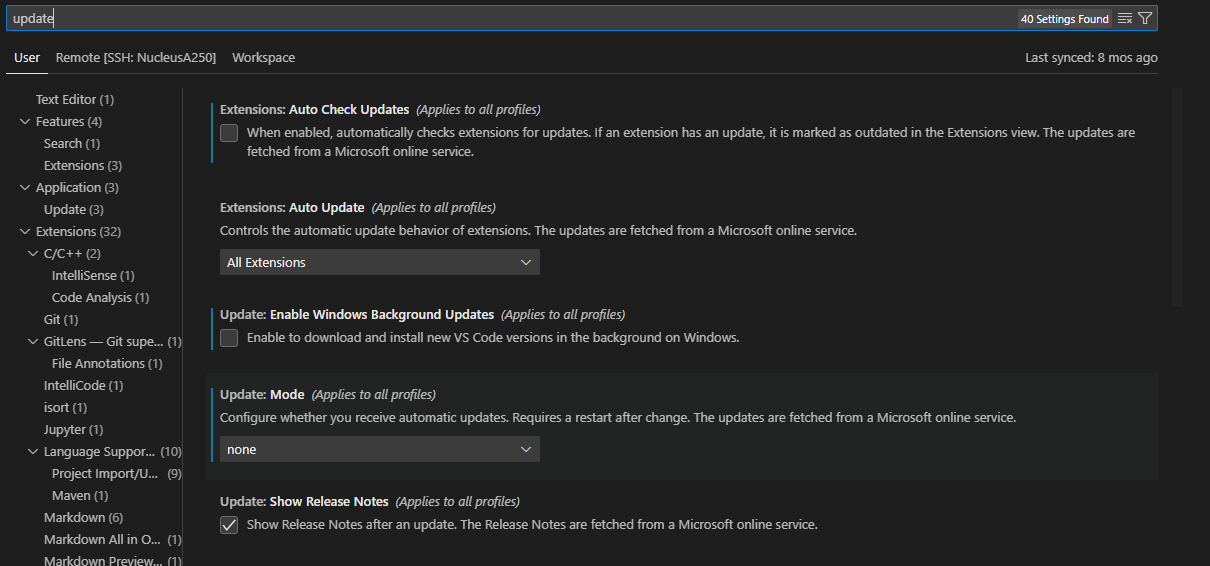 update
40 Settings Found
User Remote [SSH: NucleusA250] Workspace
Last synced: 8 mos ago
Text Editor (1)
Features (4)
Search (1)
Extensions (3)
Application (3)
Update (3)
Extensions (32)
C/C++ (2)
IntelliSense (1)
Code Analysis (1)
Git (1)
GitLens — Git supe... (1)
File Annotations (1)
IntelliCode (1)
isort (1)
Jupyter (1)
Language Suppor... (10)
Project Import/U... (9)
Maven (1)
Markdown (6)
Markdown All in O... (1)
Markdown Preview... (1)
Extensions: Auto Check Updates (Applies to all profiles)
When enabled, automatically checks extensions for updates. If an extension has an update, it is marked as outdated in the Extensions view. The updates are
fetched from a Microsoft online service.
Extensions: Auto Update (Applies to all profiles)
Controls the automatic update behavior of extensions. The updates are fetched from a Microsoft online service.
All Extensions
Update: Enable Windows Background Updates (Applies to all profiles)
Enable to download and install new VS Code versions in the background on Windows.
Update: Mode (Applies to all profiles)
Configure whether you receive automatic updates. Requires a restart after change. The updates are fetched from a Microsoft online service.
none
Update: Show Release Notes (Applies to all profiles)
Show Release Notes after an update. The Release Notes are fetched from a Microsoft online service.